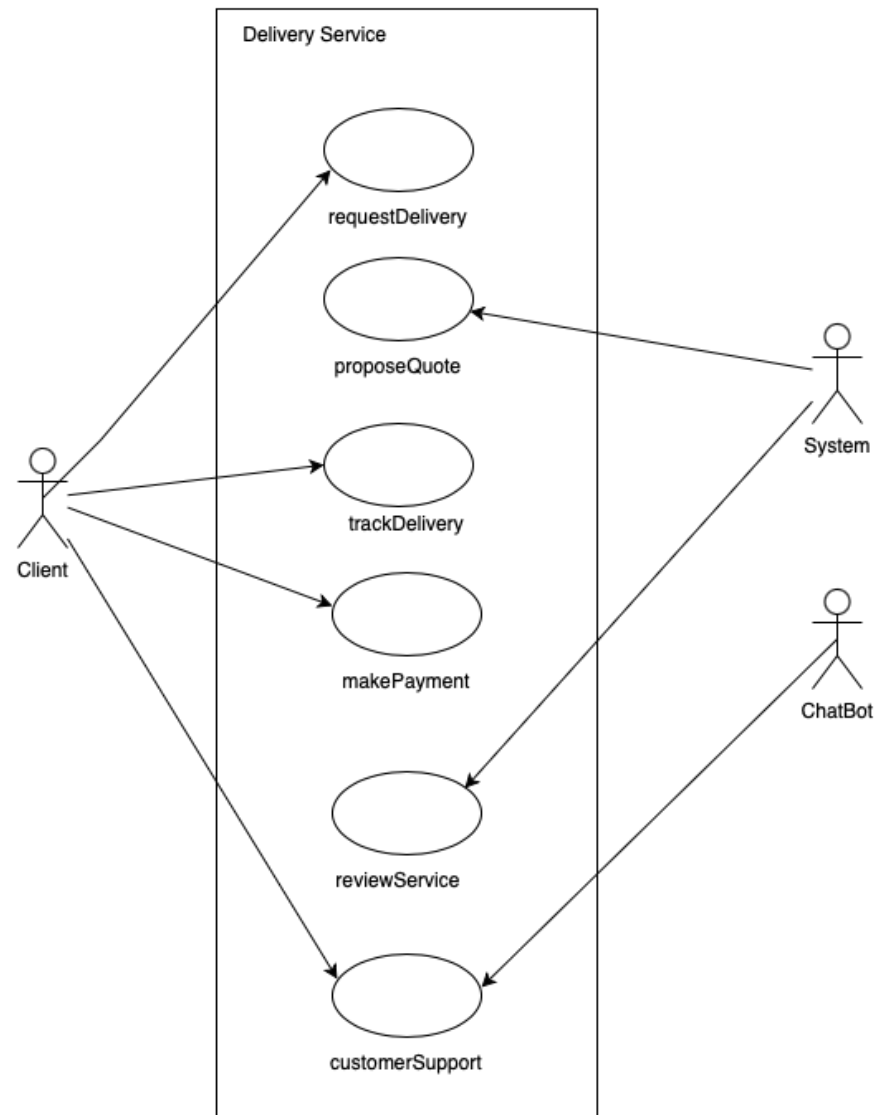 Delivery Service
requestDelivery
proposeQuote
System
trackDelivery
Client
makePayment
ChatBot
reviewService
customerSupport